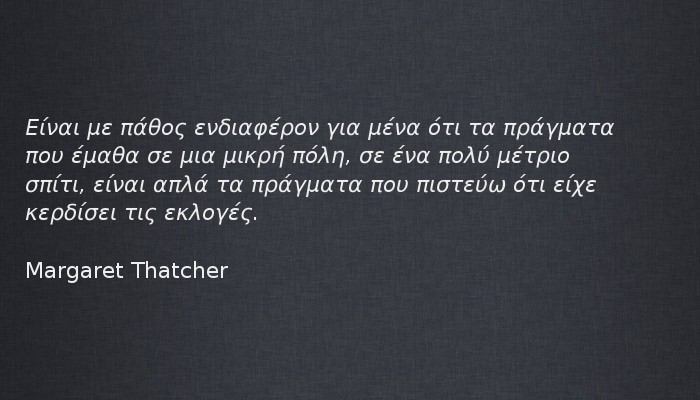 Είναι με πάθος ενδιαφέρον για μένα ότι τα πράγματα
που έμαθα σε μια μικρή πόλη, σε ένα πολύ μέτριο
σπίτι, είναι απλά τα πράγματα που πιστεύω ότι είχε
κερδίσει τις εκλογές.
Margaret Thatcher